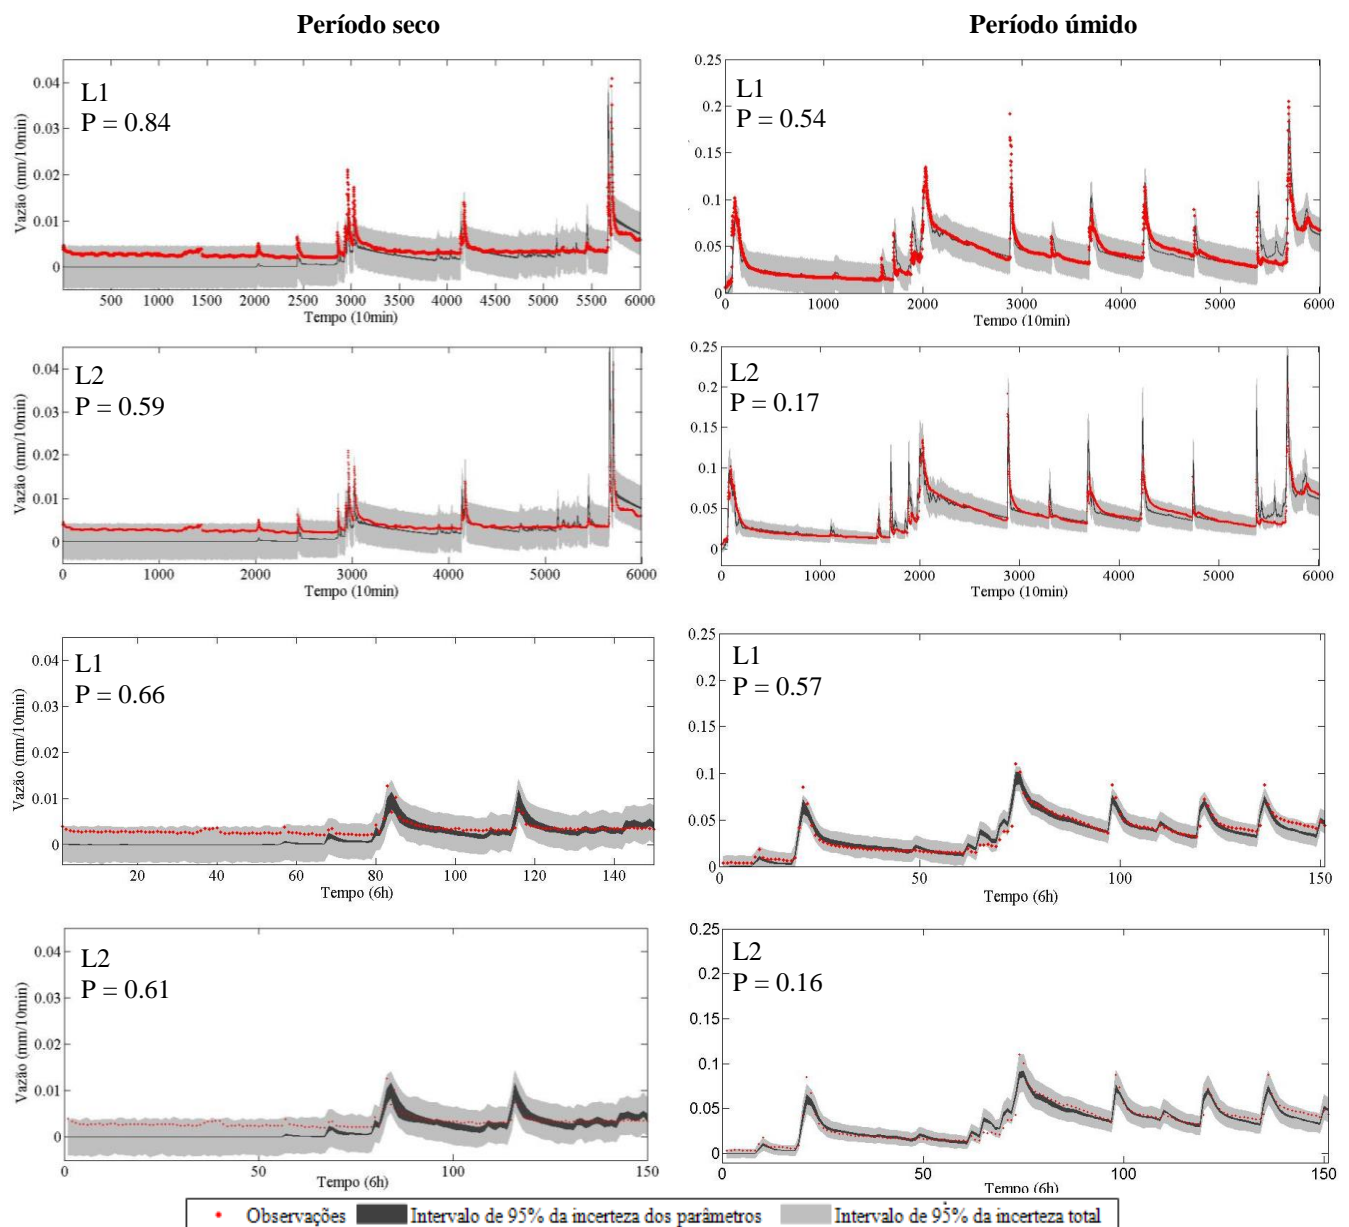 Período seco
Período úmido
L1
P = 0.84
Vazão (mm/10min)
0.04
0.03
0.02
0.01
0
500 1000 1500 2000 2500 3000 3500 4000 4500 5000 5500 6000
Tempo (10min)
L1
P = 0.54
0.25
0.2
0.15
0.1
0.05
0
0 1000 2000 3000 4000 5000 6000
Tempo (10min)
L2
P = 0.59
Vazão (mm/10min)
0.04
0.03
0.02
0.01
0
0 1000 2000 3000 4000 5000 6000
Tempo (10min)
L2
P = 0.17
0.25
0.2
0.15
0.1
0.05
0
0 1000 2000 3000 4000 5000 6000
Tempo (10min)
L1
P = 0.66
Vazão (mm/10min)
0.04
0.03
0.02
0.01
0
20 40 60 80 100 120 140
Tempo (6h)
L1
P = 0.57
0.25
0.2
0.15
0.1
0.05
0
0 50 100 150
Tempo (6h)
L2
P = 0.61
Vazão (mm/10min)
0.04
0.03
0.02
0.01
0
0 50 100 150
Tempo (6h)
L2
P = 0.16
0.25
0.2
0.15
0.1
0.05
0
0 50 100 150
Tempo (6h)
Observações Intervalo de 95% da incerteza dos parâmetros Intervalo de 95% da incerteza total